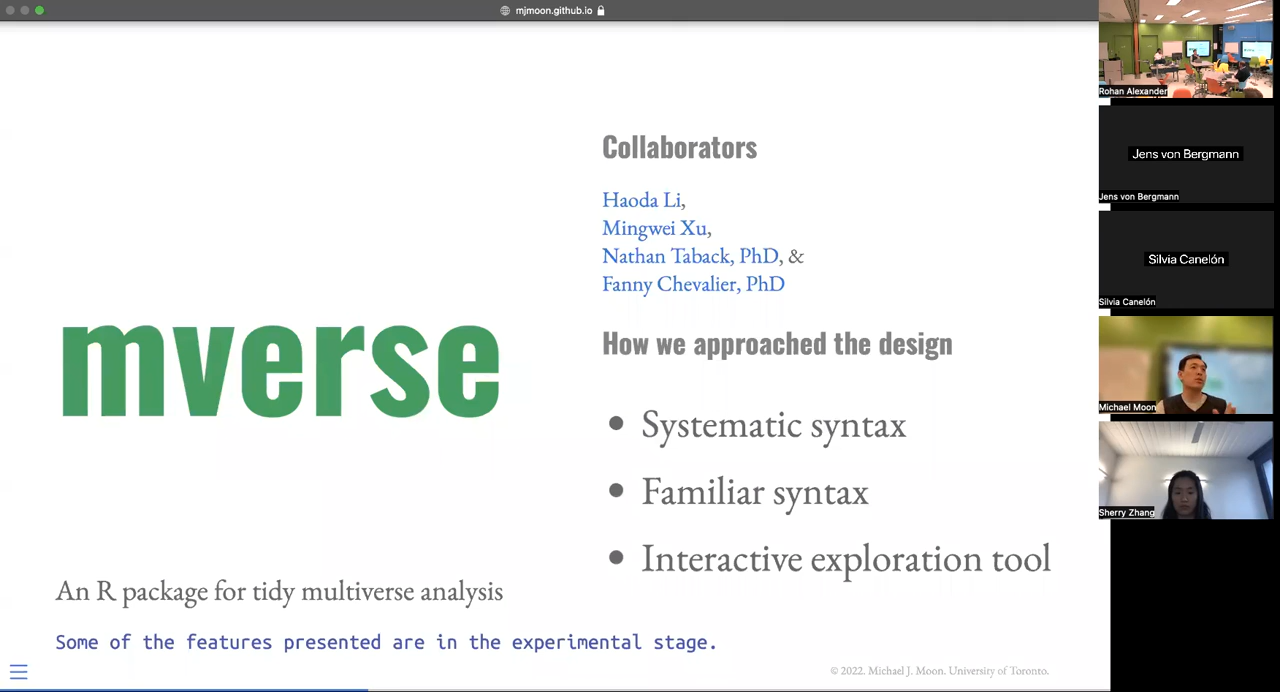 mjmoon.github.io
Collaborators
Haoda Li,
Mingwei Xu,
Nathan Taback, PhD, &
Fanny Chevalier, PhD
mverse
How we approached the design
• Systematic syntax
• Familiar syntax
• Interactive exploration tool
An R package for tidy multiverse analysis
Some of the features presented are in the experimental stage.
© 2022. Michael J. Moon. University of Toronto.
Rohan Alexander
Jens von Bergmann
Jens von Bergmann
Silvia Canelón
Silvia Canelón
Michael Moon
Sherry Zhang